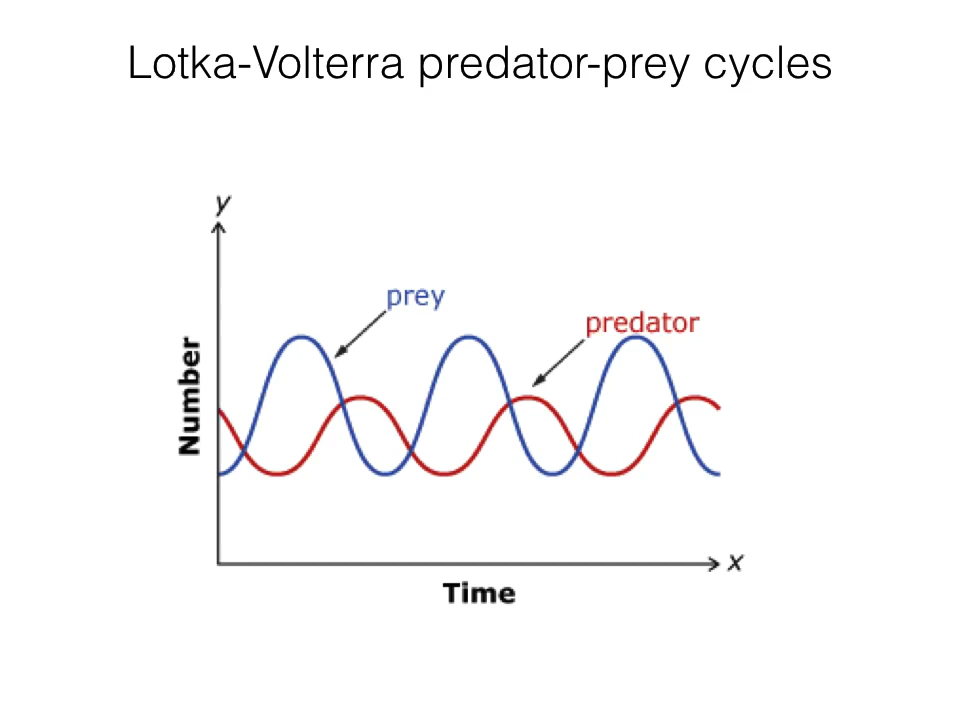 Lotka-Volterra predator-prey cycles
y
prey
predator
Number
x
Time